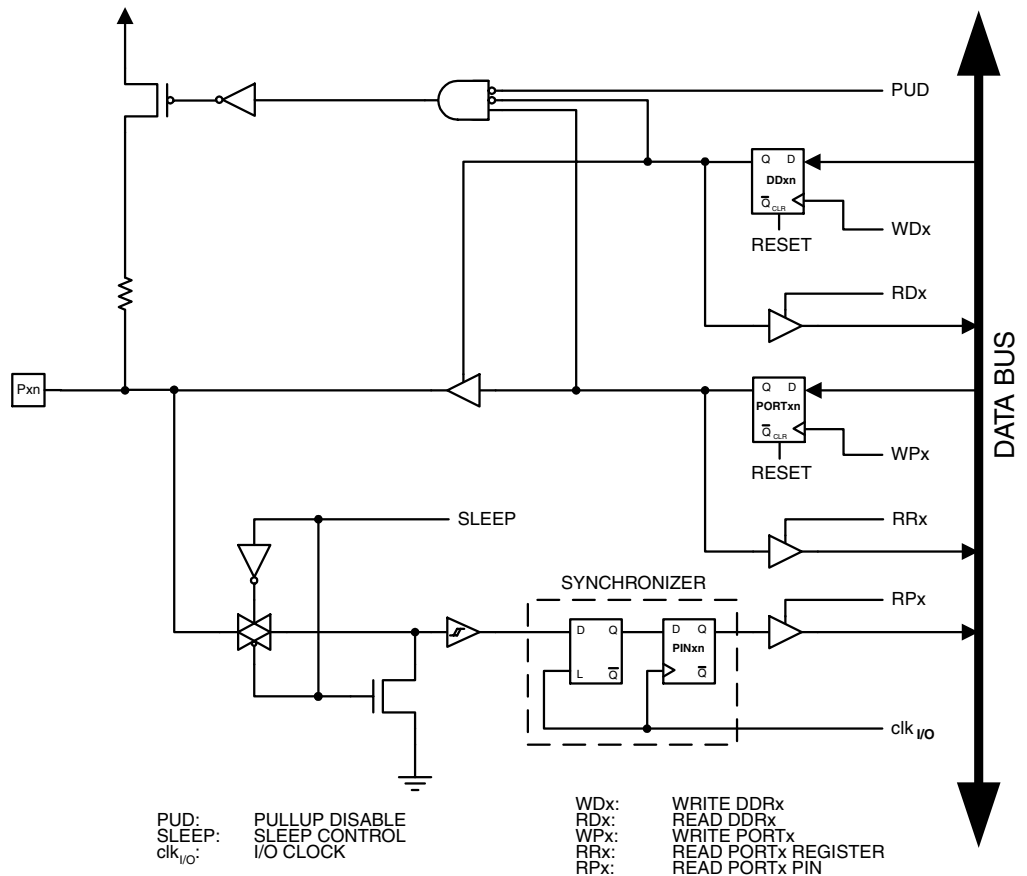 PUD
Q D
DDxn
Q CLR
WDx
RESET
RDx
DATA BUS
Pxn
Q D
PORTxn
Q CLR
WPx
RESET
SLEEP
RRx
SYNCHRONIZER
RPx
D Q
D Q
PINxn
L Q
Q
clk I/O
PUD: PULLUP DISABLE
SLEEP: SLEEP CONTROL
clkI/O: I/O CLOCK
WDx: WRITE DDRx
RDx: READ DDRx
WPx: WRITE PORTx
RRx: READ PORTx REGISTER
RPx: READ PORTx PIN